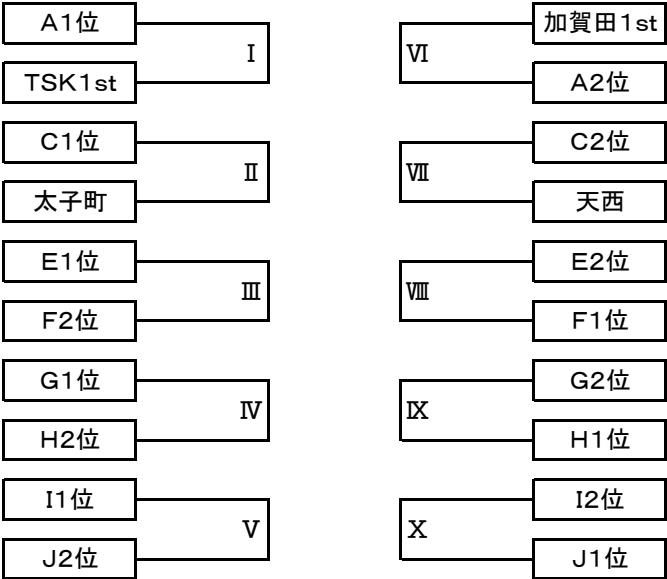 A1位
TSK1st
Ⅰ
C1位
太子町
Ⅱ
E1位
F2位
Ⅲ
G1位
H2位
Ⅳ
I1位
J2位
Ⅴ
加賀田1st
A2位
Ⅵ
C2位
天西
Ⅶ
E2位
F1位
Ⅷ
G2位
H1位
Ⅸ
I2位
J1位
Ⅹ